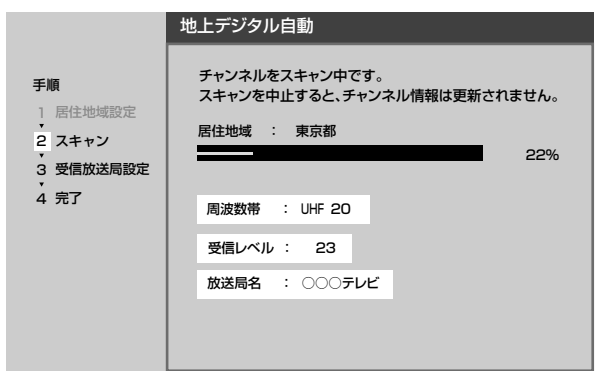 地上デジタル自動
手順
1 居住地域設定
2 スキャン
3 受信放送局設定
4 完了
チャンネルをスキャン中です。
スキャンを中止すると、チャンネル情報は更新されません。
居住地域 : 東京都
22%
周波数帯 : UHF 20
受信レベル : 23
放送局名 : ○○○テレビ